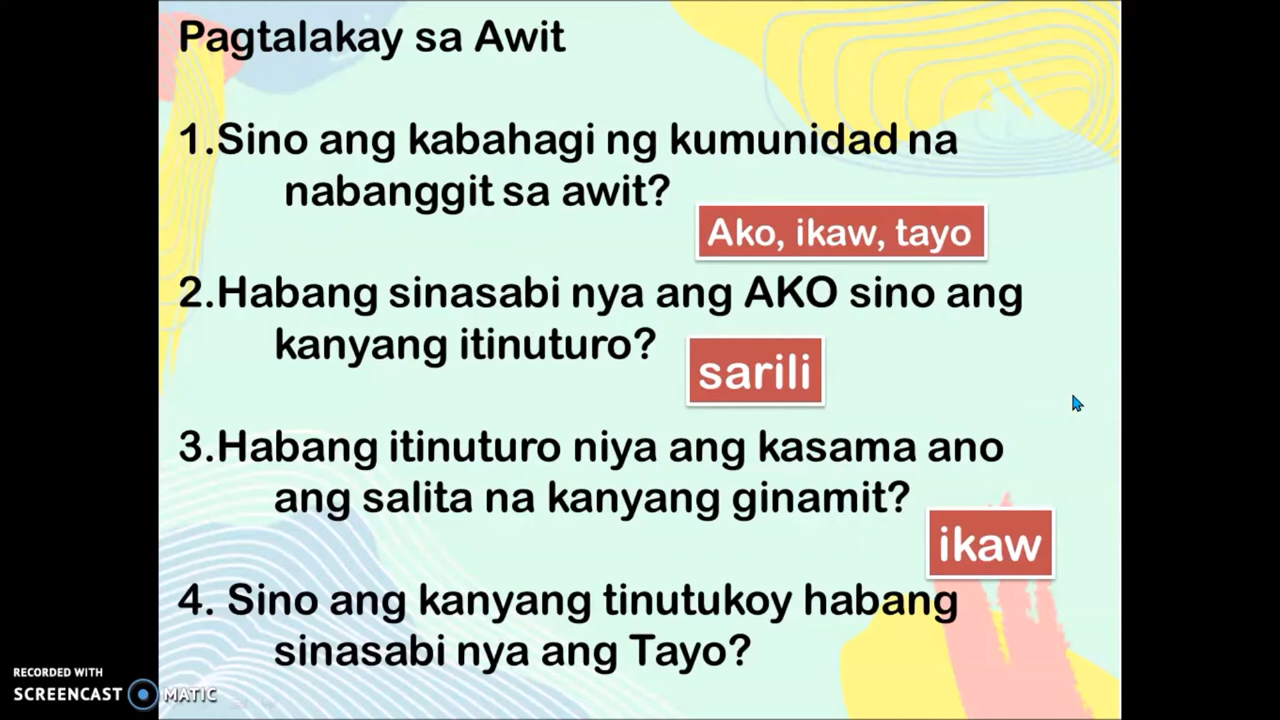 Pagtalakay sa Awit
1.Sino ang kabahagi ng kumunidad na
nabanggit sa awit?
Ako, ikaw, tayo
2.Habang sinasabi nya ang AKO sino ang
kanyang itinuturo?
sarili
3.Habang itinuturo niya ang kasama ano
ang salita na kanyang ginamit?
ikaw
4. Sino ang kanyang tinutukoy habang
sinasabi nya ang Tayo?
RECORDED WITH
SCREENCAST MATIC